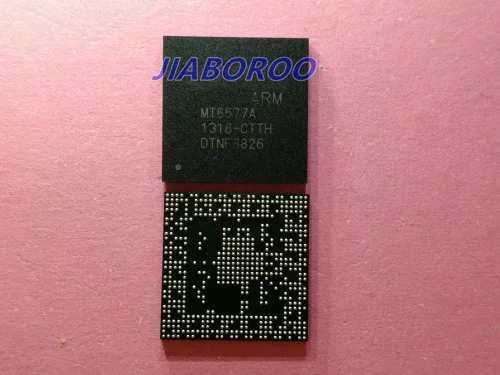 JIABOROO
ARM
MT6577A
1316-CTTH
DTNF3826